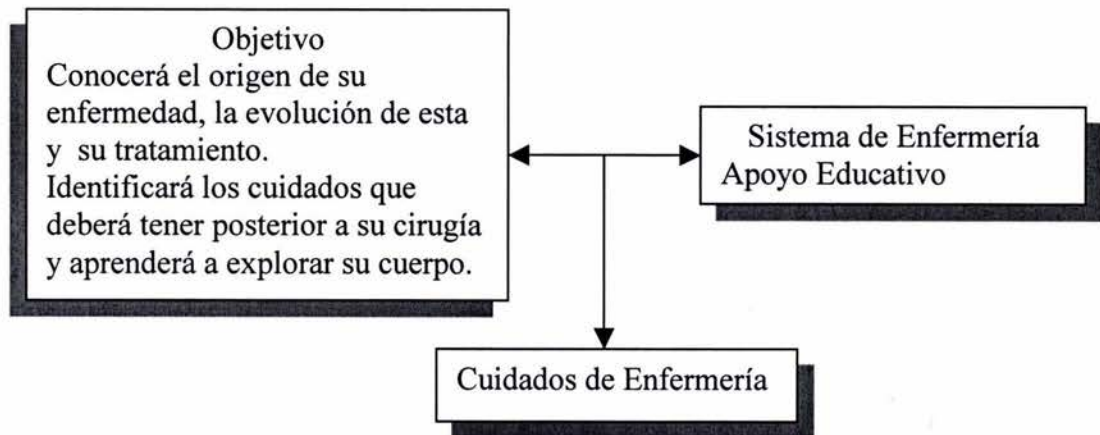 Objetivo
Conocerá el origen de su
enfermedad, la evolución de esta
y su tratamiento.
Identificará los cuidados que
deberá tener posterior a su cirugía
y aprenderá a explorar su cuerpo.
Sistema de Enfermería
Apoyo Educativo
Cuidados de Enfermería